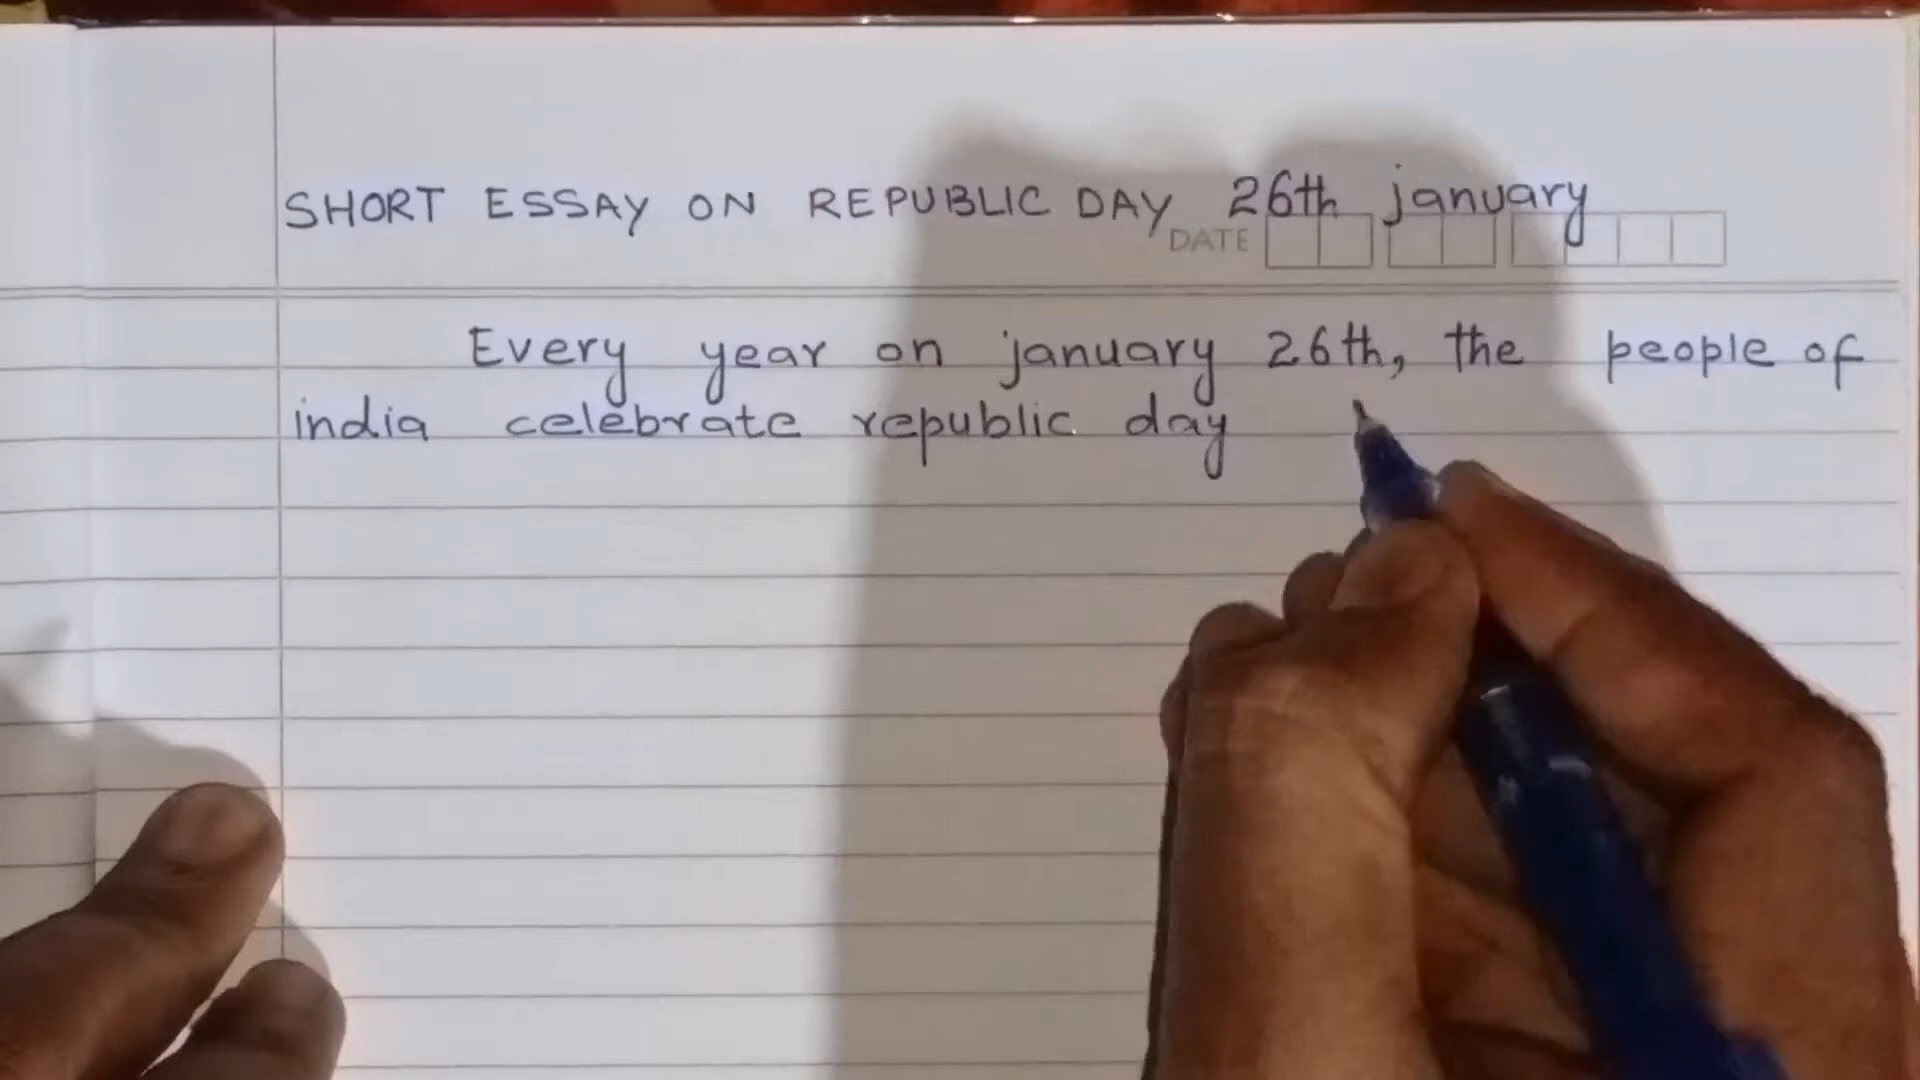 SHORT ESSAY ON REPUBLIC DAY 26th january
DATE
Every year on january 26th, the people of
india celebrate republic day